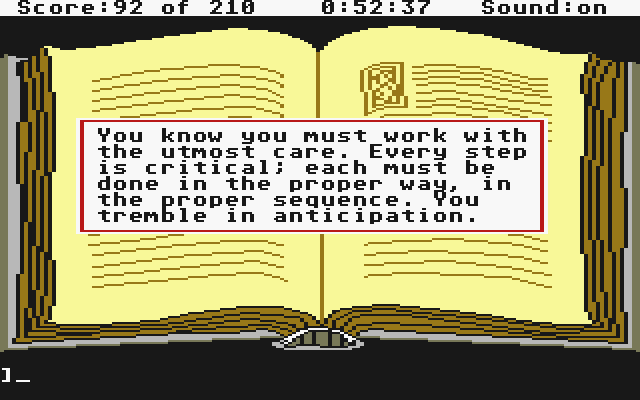 Score:92 of 210 0:52:37 Sound:on
You know you must work with
the utmost care. Every step
is critical; each must be
done in the proper way, in
the proper sequence. You
tremble in anticipation.
]_